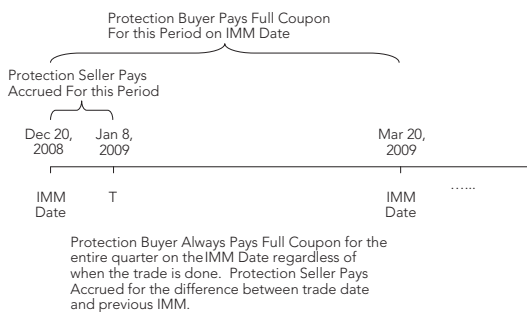 Protection Buyer Pays Full Coupon
For this Period on IMM Date
Protection Seller Pays
Accrued For this Period
Dec 20,
2008
Jan 8,
2009
Mar 20,
2009
IMM
Date
T
IMM
Date
......
Protection Buyer Always Pays Full Coupon for the
entire quarter on the IMM Date regardless of
when the trade is done. Protection Seller Pays
Accrued for the difference between trade date
and previous IMM.